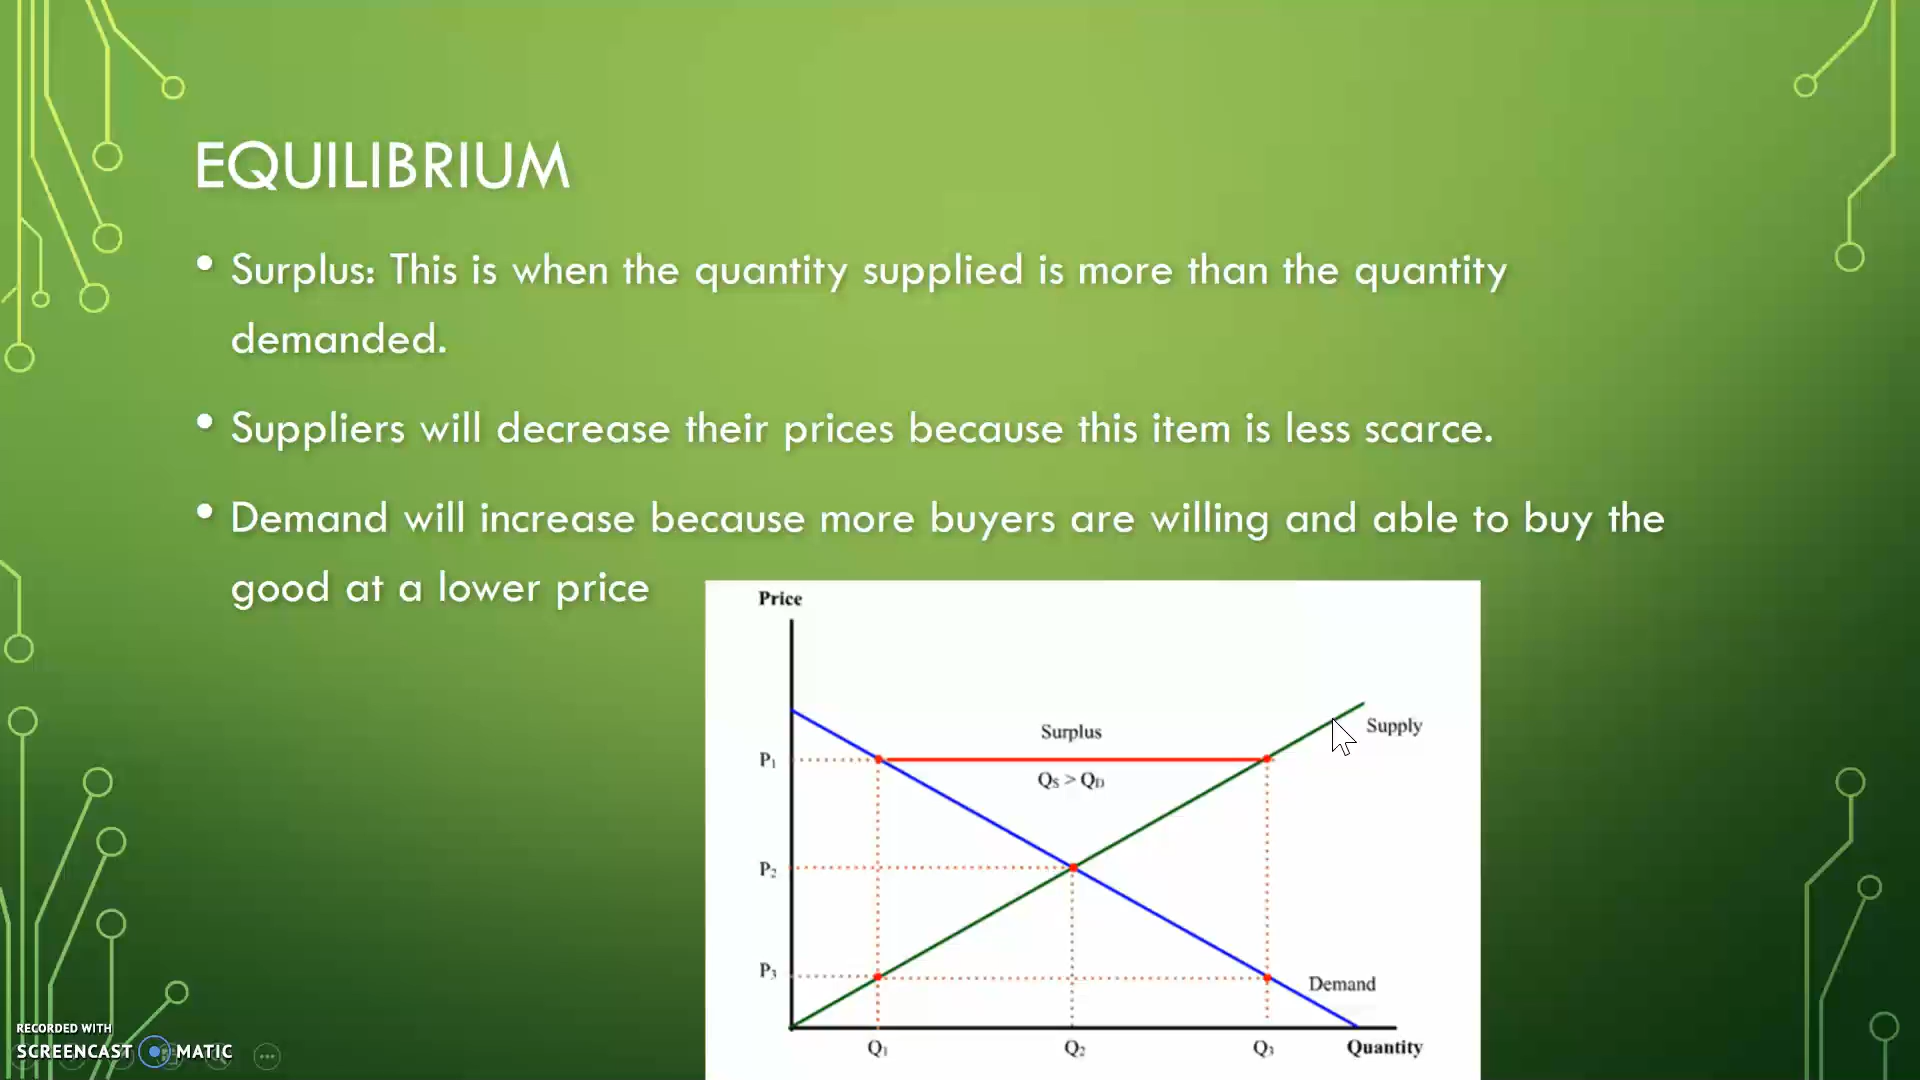 EQUILIBRIUM
• Surplus: This is when the quantity supplied is more than the quantity
demanded.
• Suppliers will decrease their prices because this item is less scarce.
• Demand will increase because more buyers are willing and able to buy the
good at a lower price
Price
Surplus
Supply
P₁
Qs > QD
P₂
P₃
Demand
Q₁ Q₂ Q₃ Quantity
RECORDED WITH
SCREENCAST MATIC